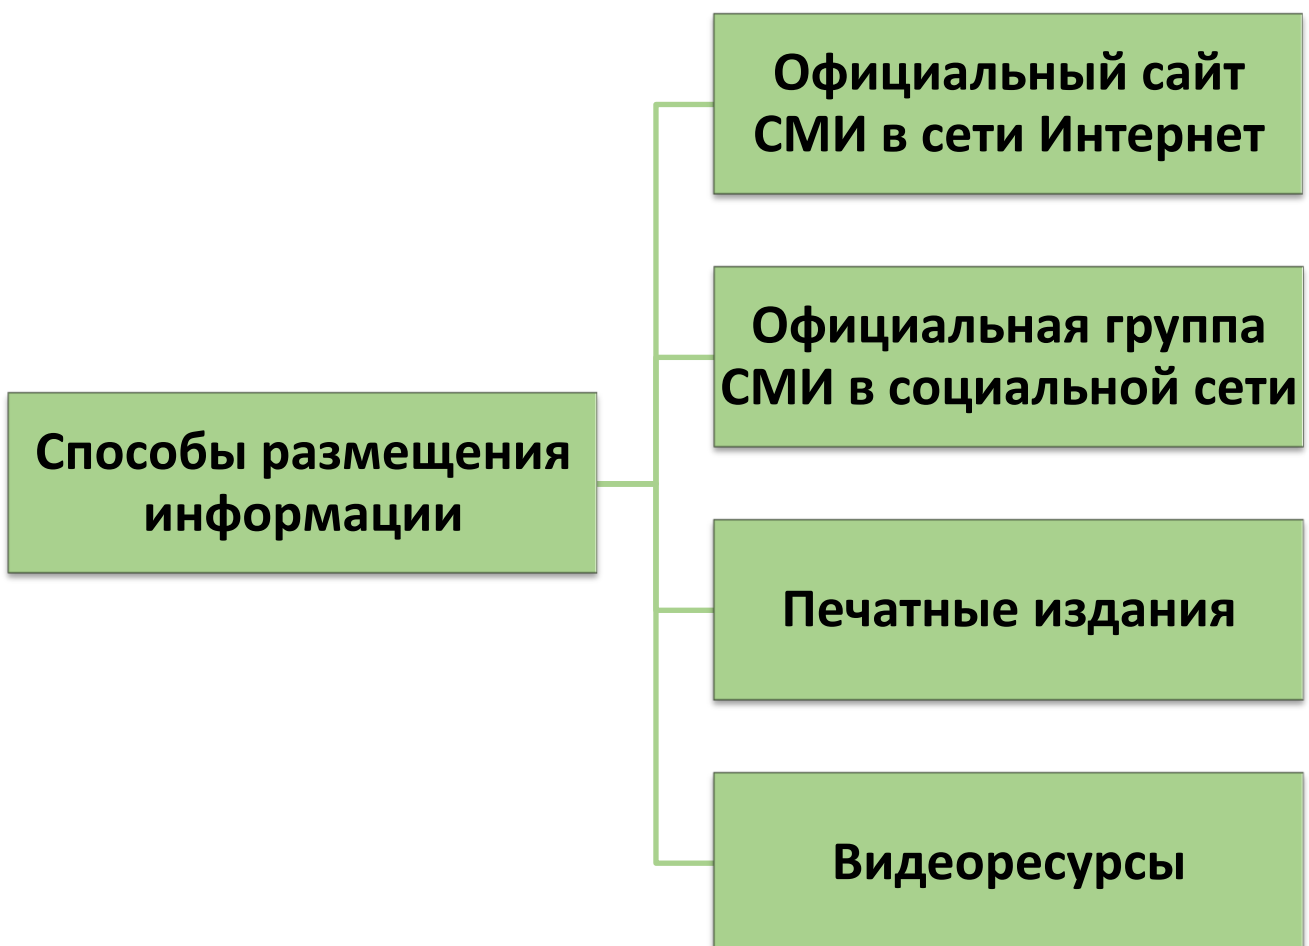 Официальный сайт
СМИ в сети Интернет
Официальная группа
СМИ в социальной сети
Способы размещения
информации
Печатные издания
Видеоресурсы